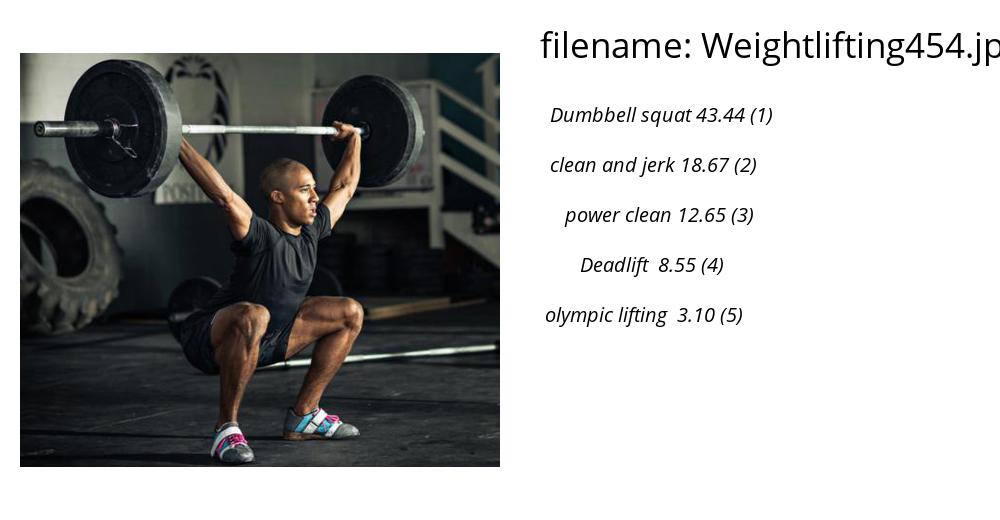 filename: Weightlifting454.jp
Dumbbell squat 43.44 (1)
clean and jerk 18.67 (2)
power clean 12.65 (3)
Deadlift  8.55 (4)
olympic lifting  3.10 (5)